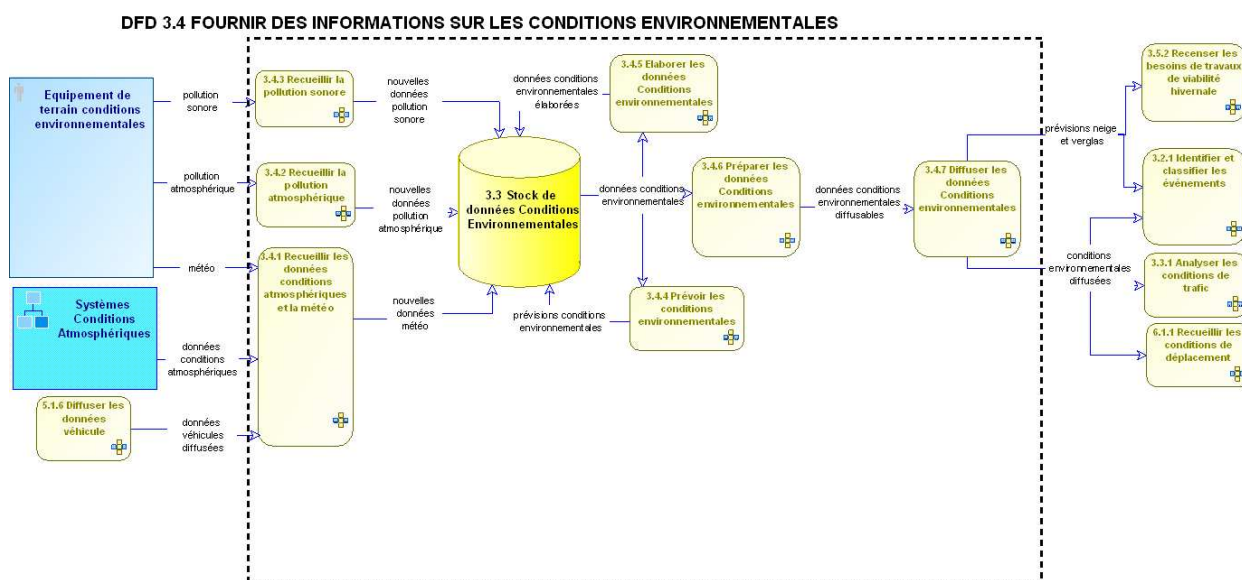 DFD 3.4 FOURNIR DES INFORMATIONS SUR LES CONDITIONS ENVIRONNEMENTALES
Equipement de
terrain conditions
environnementales
pollution
sonore
pollution
atmosphérique
météo
Systèmes
Conditions
Atmosphériques
données
conditions
atmosphériques
5.1.6 Diffuser les
données
véhicule
données
véhicules
diffusées
3.4.3 Recueillir la
pollution sonore
3.4.2 Recueillir la
pollution
atmosphérique
3.4.1 Recueillir les
données
conditions
atmosphériques
et la météo
nouvelles
données
pollution
sonore
nouvelles
données
pollution
atmosphérique
nouvelles
données
météo
3.3 Stock de
données Conditions
Environnementales
données conditions
environnementales
élaborées
3.4.5 Elaborer les
données
Conditions
environnementales
données conditions
environnementales
prévisions conditions
environnementales
3.4.4 Prévoir les
conditions
environnementales
3.4.6 Préparer les
données
Conditions
environnementales
données conditions
environnementales
diffusables
3.4.7 Diffuser les
données
Conditions
environnementales
prévisions neige
et verglas
conditions
environnementales
diffusées
3.5.2 Recenser les
besoins de travaux
de viabilité
hivernale
3.2.1 Identifier et
classifier les
événements
3.3.1 Analyser les
conditions de
trafic
6.1.1 Recueillir les
conditions de
déplacement